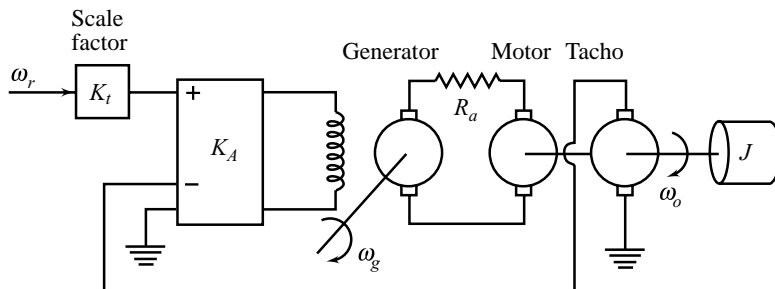 Scale
factor
Generator Motor Tacho
ω_r
K_t
+
K_A
R_a
J
−
ω_o
ω_g